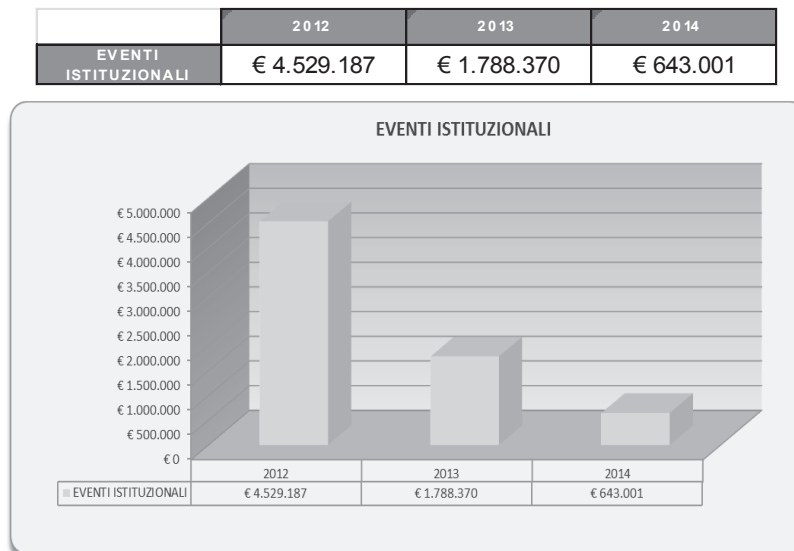 2012 2013 2014
EVENTI
ISTITUZIONALI € 4.529.187 € 1.788.370 € 643.001
EVENTI ISTITUZIONALI
€ 5.000.000
€ 4.500.000
€ 4.000.000
€ 3.500.000
€ 3.000.000
€ 2.500.000
€ 2.000.000
€ 1.500.000
€ 1.000.000
€ 500.000
€ 0
2012 2013 2014
EVENTI ISTITUZIONALI € 4.529.187 € 1.788.370 € 643.001